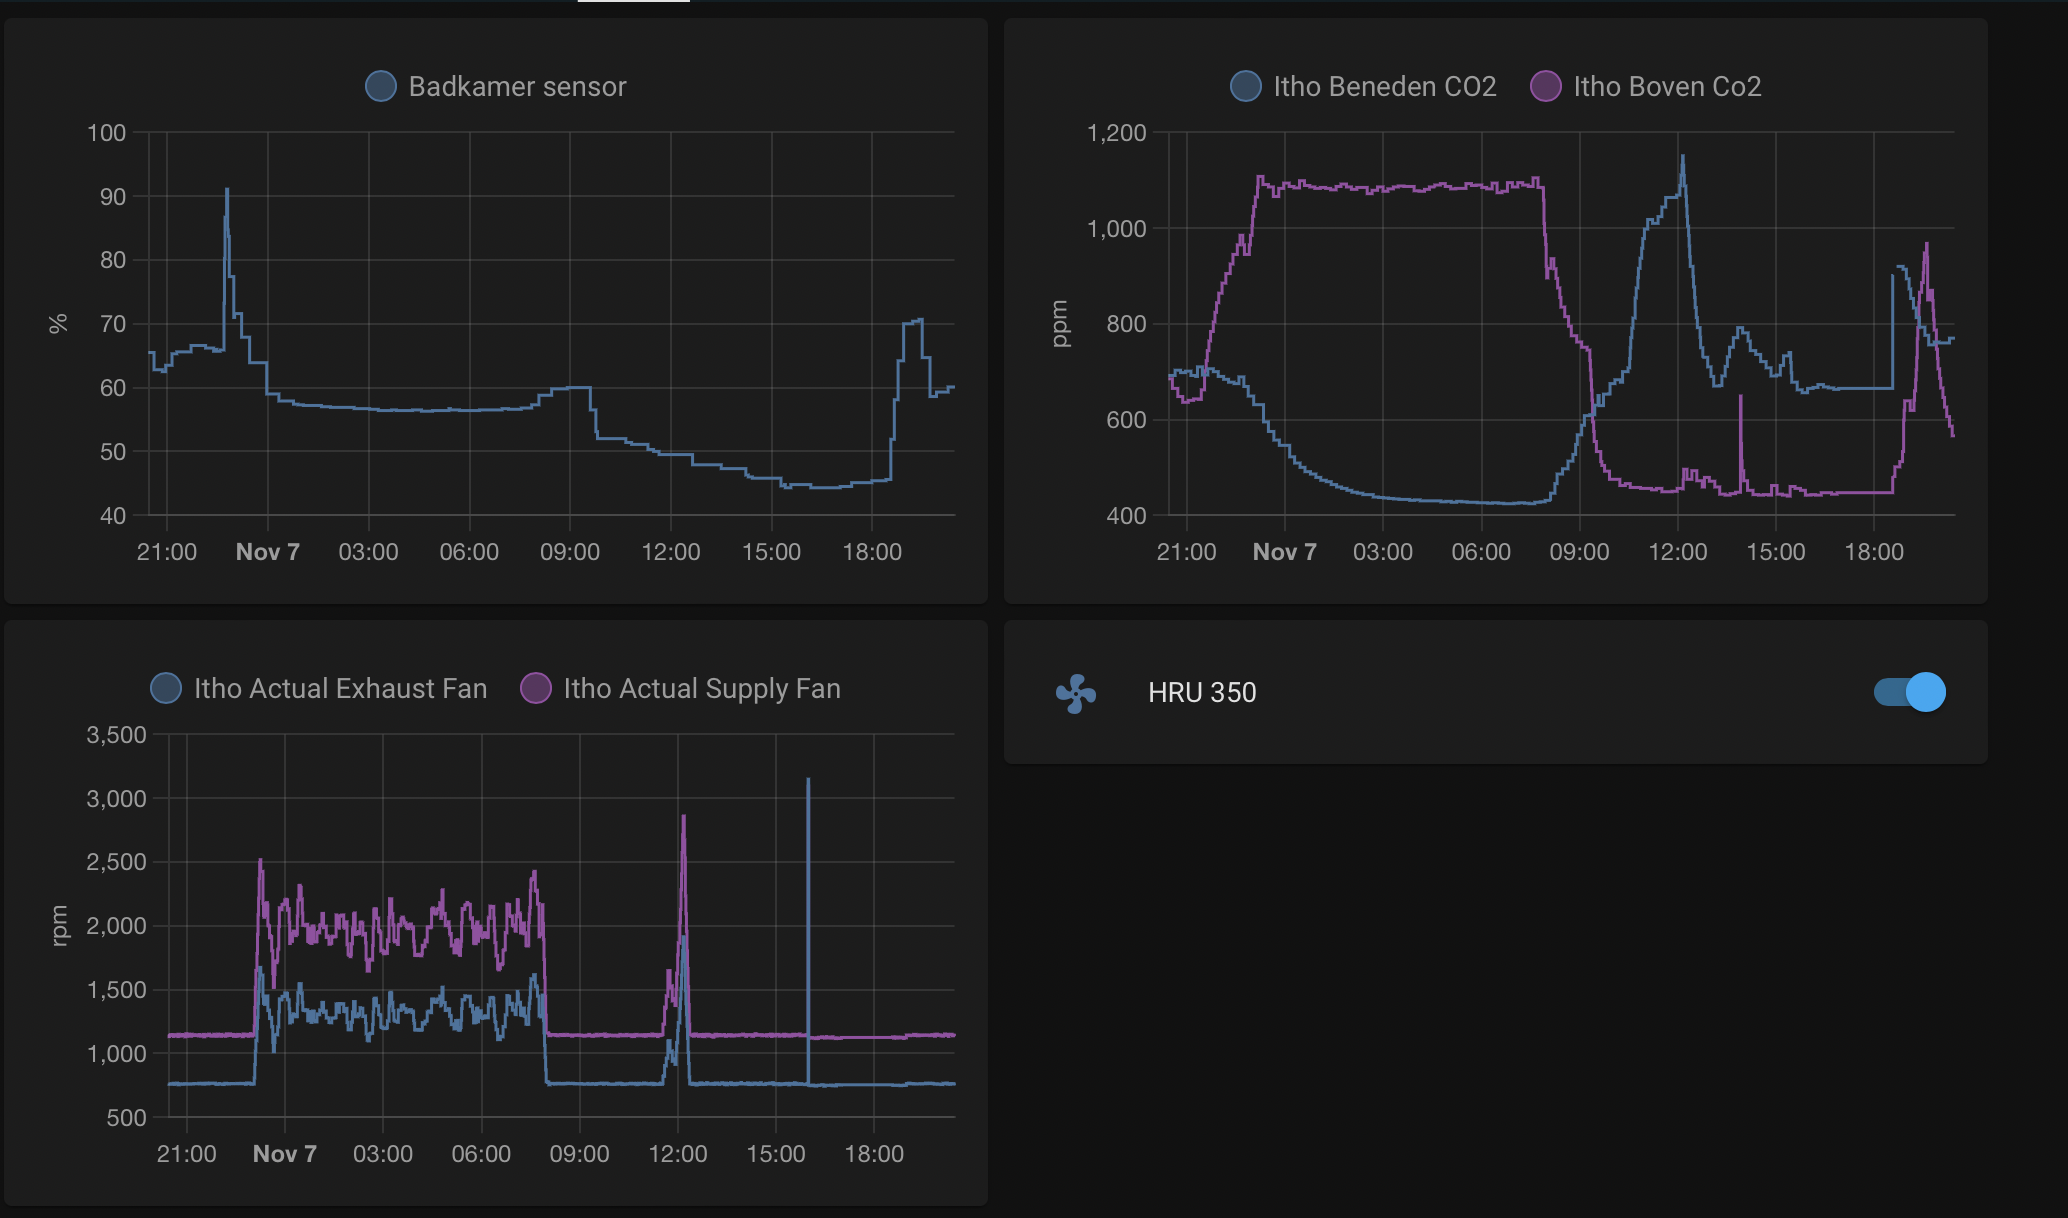 Badkamer sensor
100
90
80
70
60
50
40
%
21:00 Nov 7 03:00 06:00 09:00 12:00 15:00 18:00
Itho Beneden CO2 Itho Boven Co2
1,200
1,000
800
600
400
ppm
21:00 Nov 7 03:00 06:00 09:00 12:00 15:00 18:00
Itho Actual Exhaust Fan Itho Actual Supply Fan
3,500
3,000
2,500
2,000
1,500
1,000
500
rpm
21:00 Nov 7 03:00 06:00 09:00 12:00 15:00 18:00
HRU 350